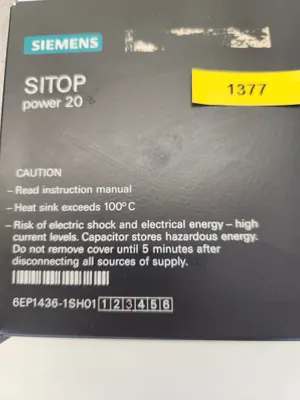 SIEMENS
SITOP
power 20
1377
CAUTION
- Read instruction manual
- Heat sink exceeds 100°C
- Risk of electric shock and electrical energy - high
current levels. Capacitor stores hazardous energy.
Do not remove cover until 5 minutes after
disconnecting all sources of supply.
6EP1436-1SH01 1 2 3 4 5 6